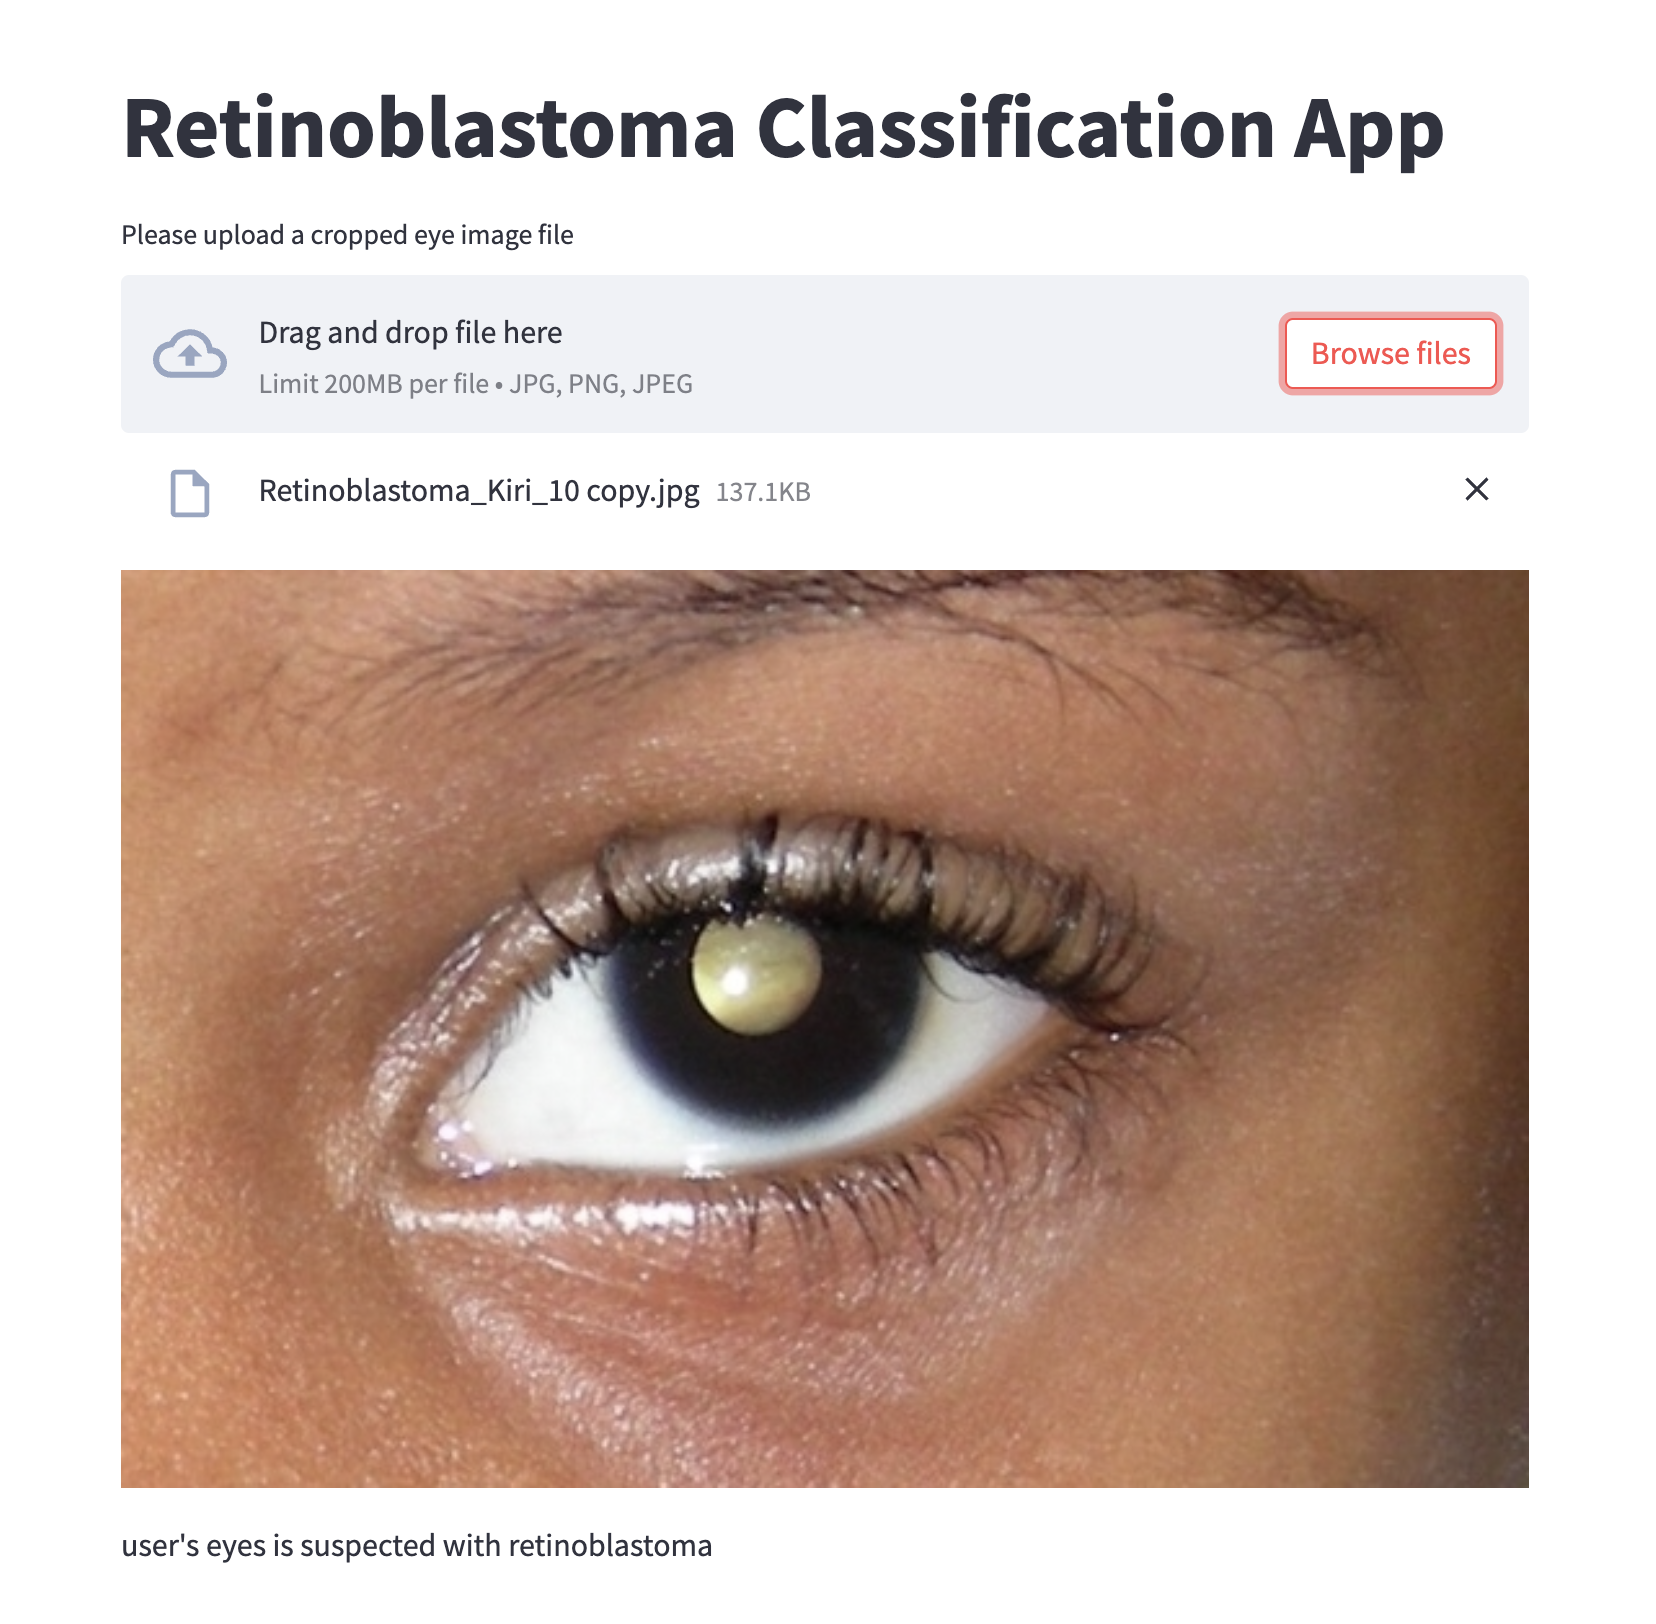 Retinoblastoma Classification App
Please upload a cropped eye image file
Drag and drop file here
Limit 200MB per file • JPG, PNG, JPEG
Browse files
Retinoblastoma_Kiri_10 copy.jpg 137.1KB
user's eyes is suspected with retinoblastoma